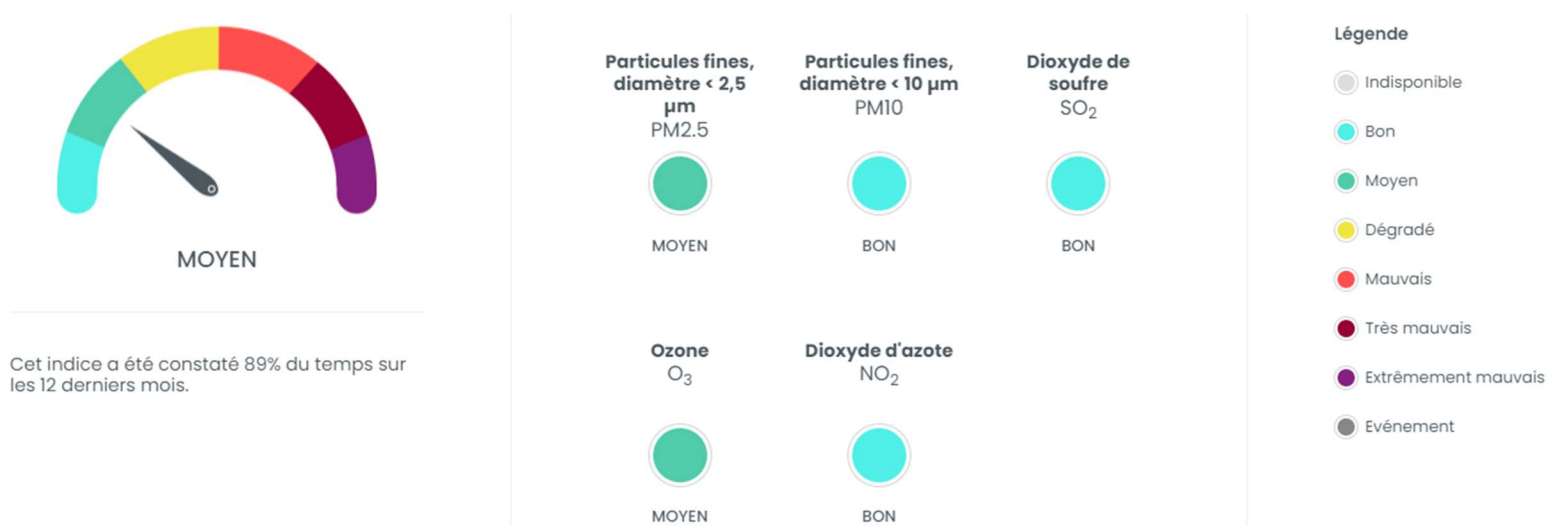 MOYEN
Cet indice a été constaté 89% du temps sur
les 12 derniers mois.
Particules fines,
diamètre < 2,5
µm
PM2.5
MOYEN
Particules fines,
diamètre < 10 µm
PM10
BON
Dioxyde de
soufre
SO₂
BON
Ozone
O₃
MOYEN
Dioxyde d'azote
NO₂
BON
Légende
Indisponible
Bon
Moyen
Dégradé
Mauvais
Très mauvais
Extrêmement mauvais
Evénement